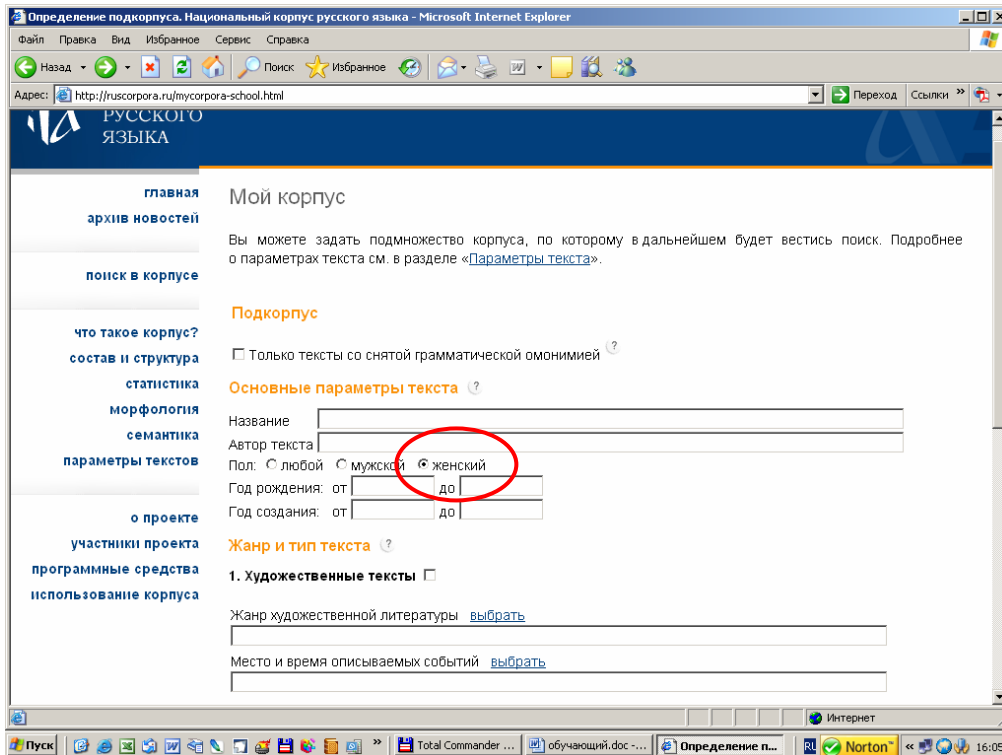 Определение подкорпуса. Национальный корпус русского языка - Microsoft Internet Explorer
Файл Правка Вид Избранное Сервис Справка
Назад Поиск Избранное
Адрес: http://ruscorpora.ru/mycorpora-school.html Переход Ссылки »
РУССКОГО
ЯЗЫКА
главная
архив новостей
поиск в корпусе
что такое корпус?
состав и структура
статистика
морфология
семантика
параметры текстов
о проекте
участники проекта
программные средства
использование корпуса
Мой корпус
Вы можете задать подмножество корпуса, по которому в дальнейшем будет вестись поиск. Подробнее
о параметрах текста см. в разделе «Параметры текста».
Подкорпус
Только тексты со снятой грамматической омонимией ?
Основные параметры текста ?
Название
Автор текста
Пол: любой мужской женский
Год рождения: от до
Год создания: от до
Жанр и тип текста ?
1. Художественные тексты
Жанр художественной литературы выбрать
Место и время описываемых событий выбрать
Интернет
Пуск » Total Commander ... обучающий.doc -... Определение п... RL Norton™ « 16:05